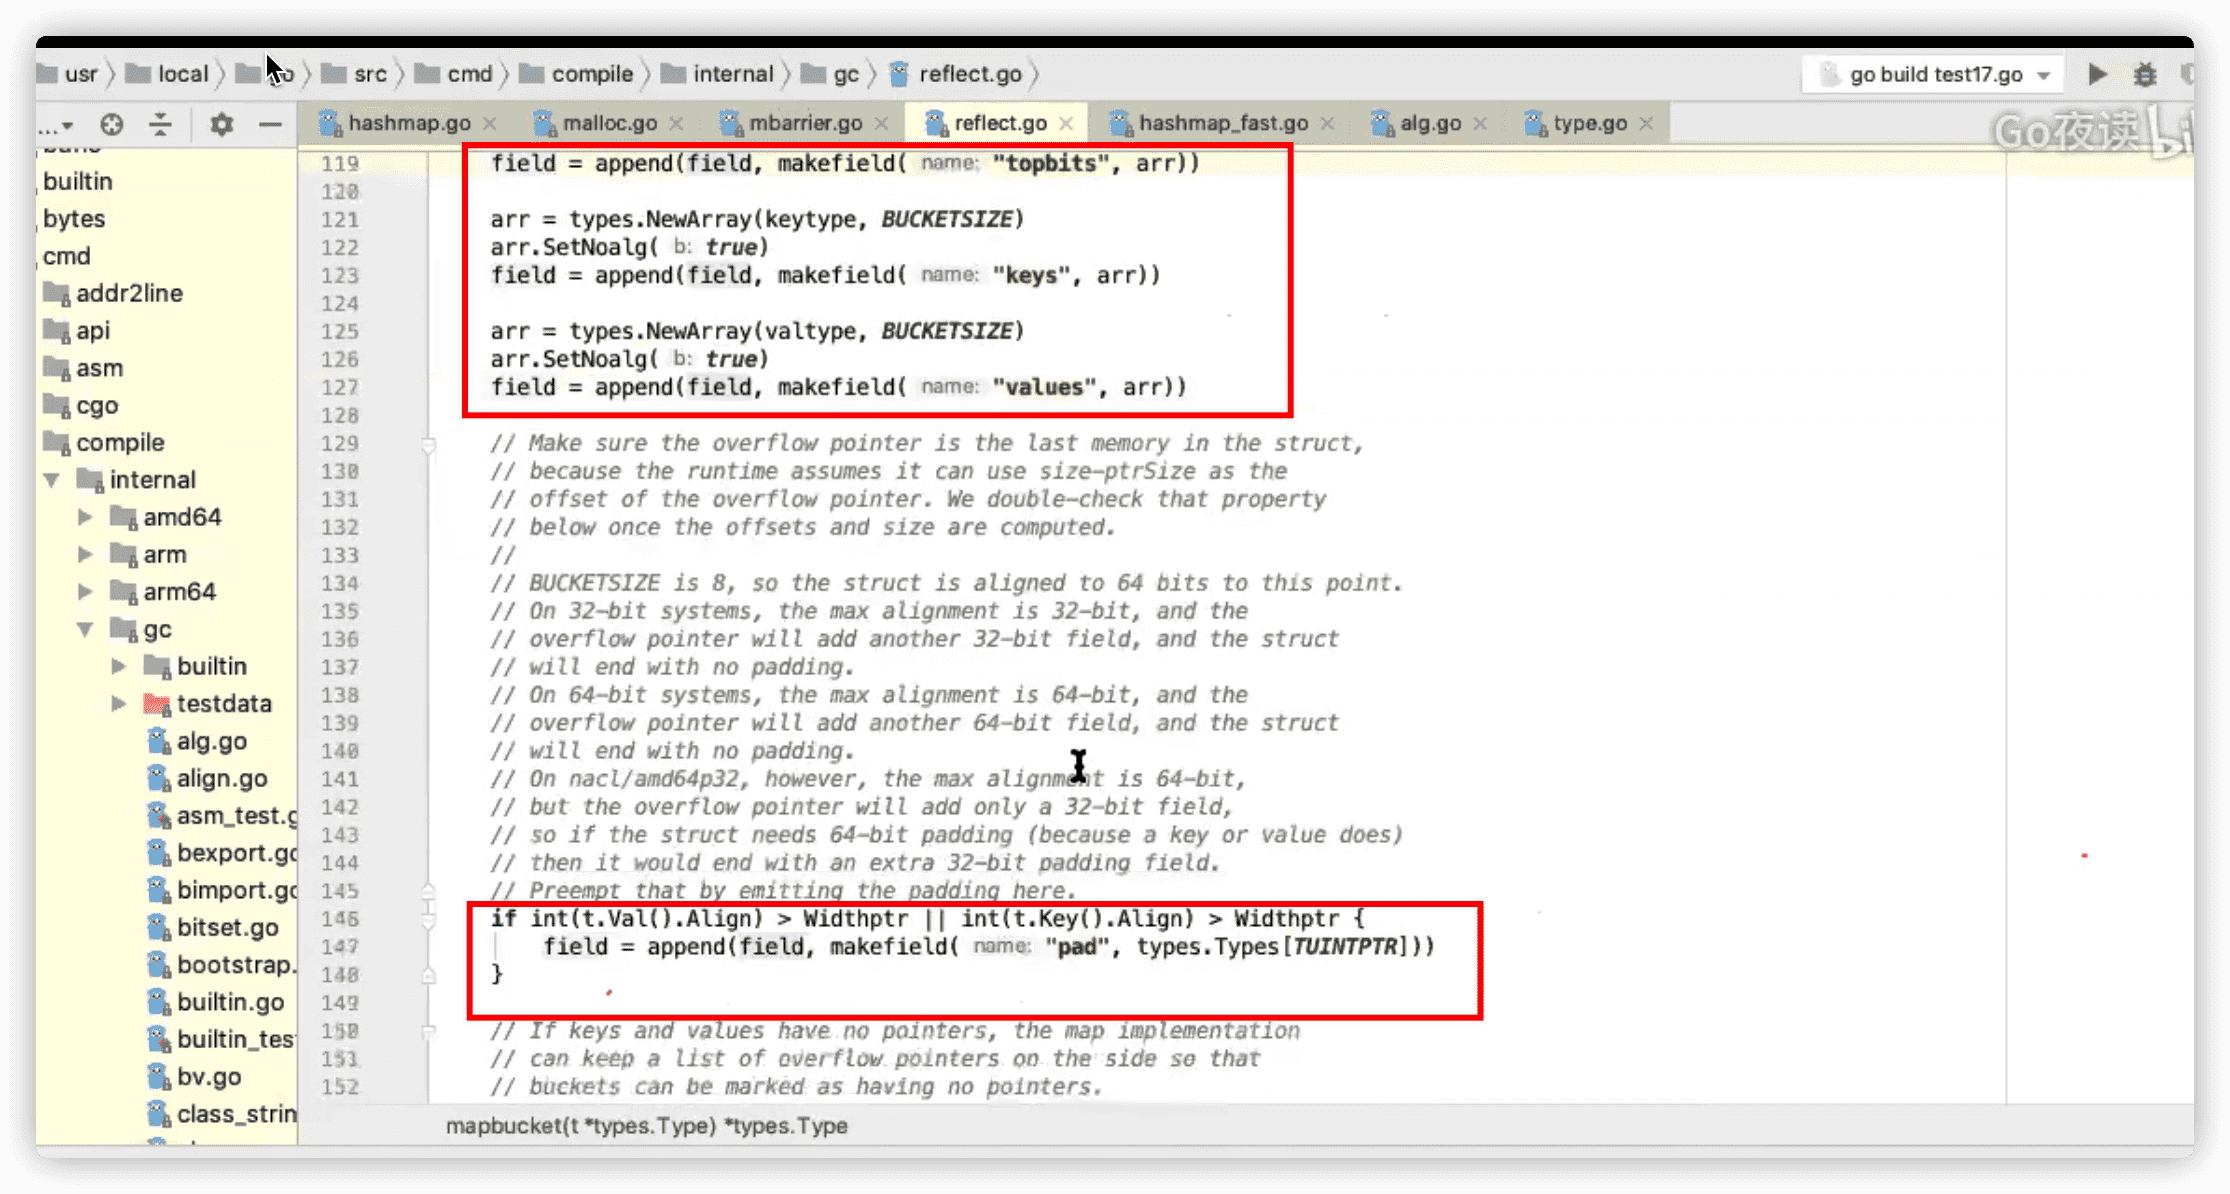 usr local src cmd compile internal gc reflect.go go build test17.go
... hashmap.go malloc.go mbarrier.go reflect.go hashmap_fast.go alg.go type.go Go夜读
builtin
bytes
cmd
addr2line
api
asm
cgo
compile
internal
amd64
arm
arm64
gc
builtin
testdata
alg.go
align.go
asm_test.g
bexport.go
bimport.go
bitset.go
bootstrap.
builtin.go
builtin_tes
bv.go
class_strin
119 field = append(field, makefield( name: "topbits", arr))
120
121 arr = types.NewArray(keytype, BUCKETSIZE)
122 arr.SetNoalg( b: true)
123 field = append(field, makefield( name: "keys", arr))
124
125 arr = types.NewArray(valtype, BUCKETSIZE)
126 arr.SetNoalg( b: true)
127 field = append(field, makefield( name: "values", arr))
128
129 // Make sure the overflow pointer is the last memory in the struct,
130 // because the runtime assumes it can use size-ptrSize as the
131 // offset of the overflow pointer. We double-check that property
132 // below once the offsets and size are computed.
133 //
134 // BUCKETSIZE is 8, so the struct is aligned to 64 bits to this point.
135 // On 32-bit systems, the max alignment is 32-bit, and the
136 // overflow pointer will add another 32-bit field, and the struct
137 // will end with no padding.
138 // On 64-bit systems, the max alignment is 64-bit, and the
139 // overflow pointer will add another 64-bit field, and the struct
140 // will end with no padding.
141 // On nacl/amd64p32, however, the max alignment is 64-bit,
142 // but the overflow pointer will add only a 32-bit field,
143 // so if the struct needs 64-bit padding (because a key or value does)
144 // then it would end with an extra 32-bit padding field.
145 // Preempt that by emitting the padding here.
146 if int(t.Val().Align) > Widthptr || int(t.Key().Align) > Widthptr {
147 field = append(field, makefield( name: "pad", types.Types[TUINTPTR]))
148 }
149
150 // If keys and values have no pointers, the map implementation
151 // can keep a list of overflow pointers on the side so that
152 // buckets can be marked as having no pointers.
mapbucket(t *types.Type) *types.Type